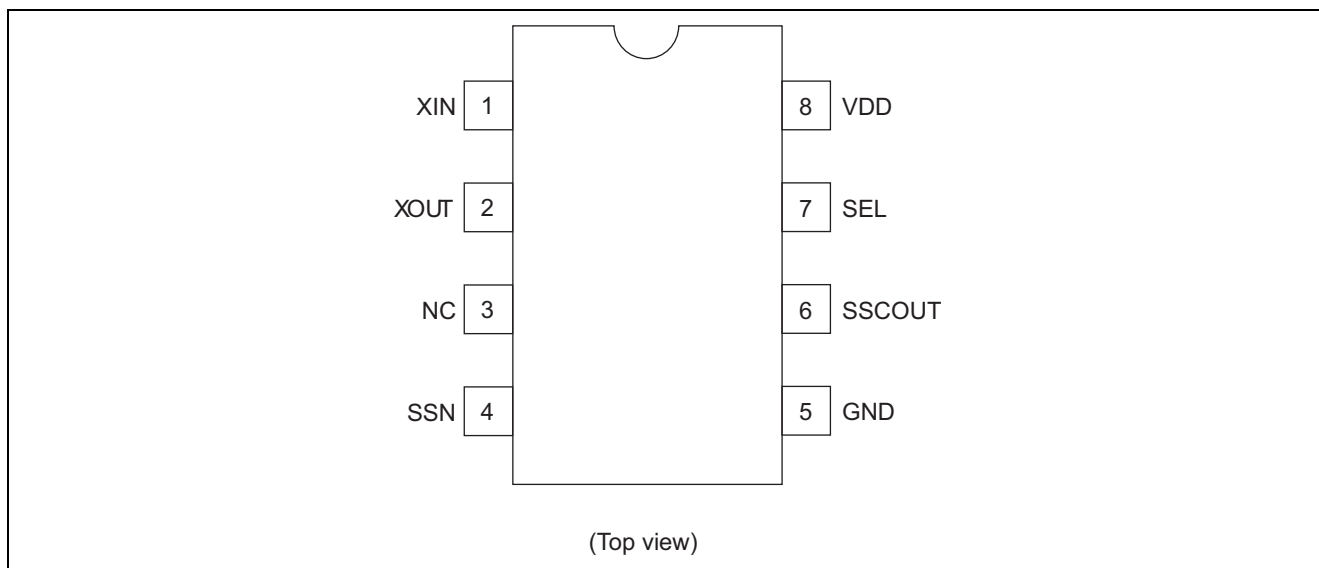 XIN 1 8 VDD
XOUT 2 7 SEL
NC 3 6 SSCOUT
SSN 4 5 GND
(Top view)